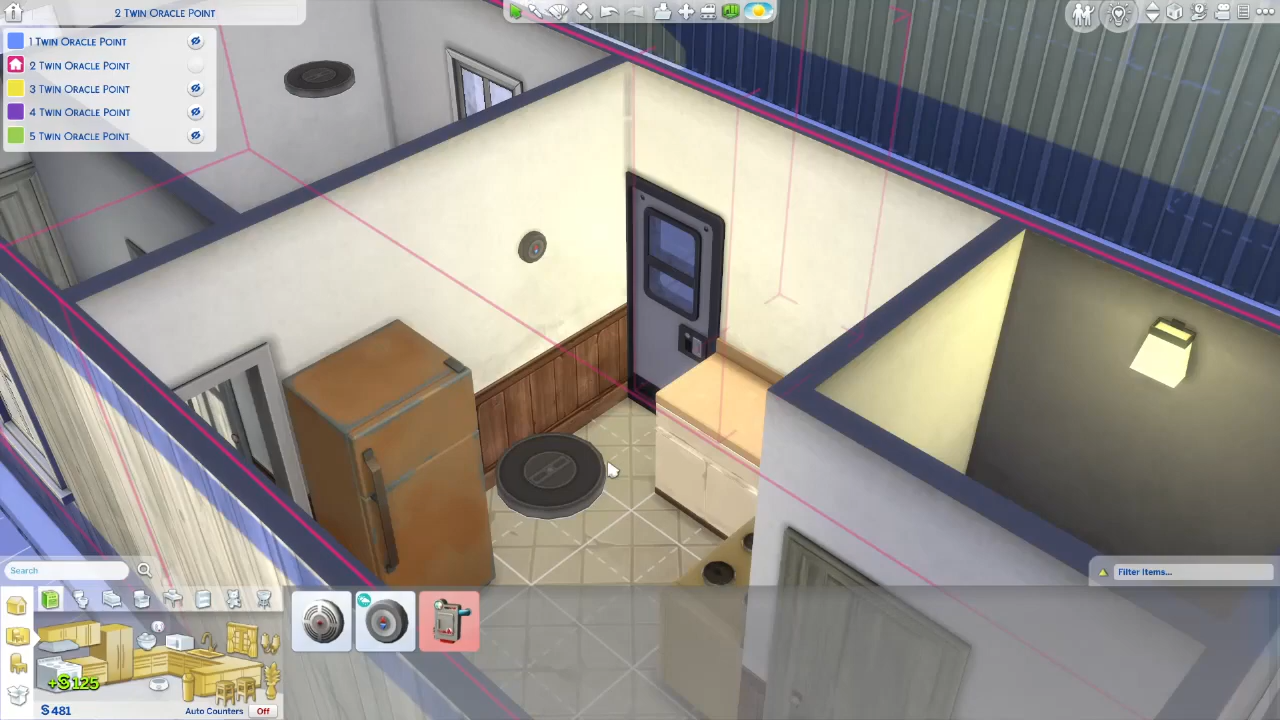 2 Twin Oracle Point
1 Twin Oracle Point
2 Twin Oracle Point
3 Twin Oracle Point
4 Twin Oracle Point
5 Twin Oracle Point
Search
Filter Items...
+§125
§481
Auto Counters Off